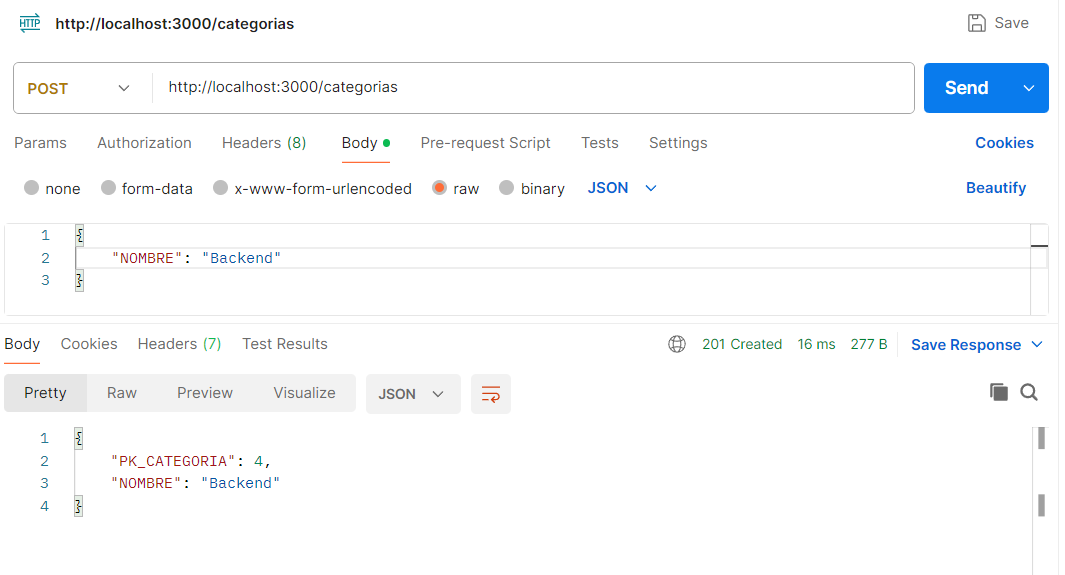 HTTP http://localhost:3000/categorias Save
POST http://localhost:3000/categorias Send
Params Authorization Headers (8) Body Pre-request Script Tests Settings Cookies
none form-data x-www-form-urlencoded raw binary JSON Beautify
1 {
2 "NOMBRE": "Backend"
3 }
Body Cookies Headers (7) Test Results 201 Created 16 ms 277 B Save Response
Pretty Raw Preview Visualize JSON
1 {
2 "PK_CATEGORIA": 4,
3 "NOMBRE": "Backend"
4 }